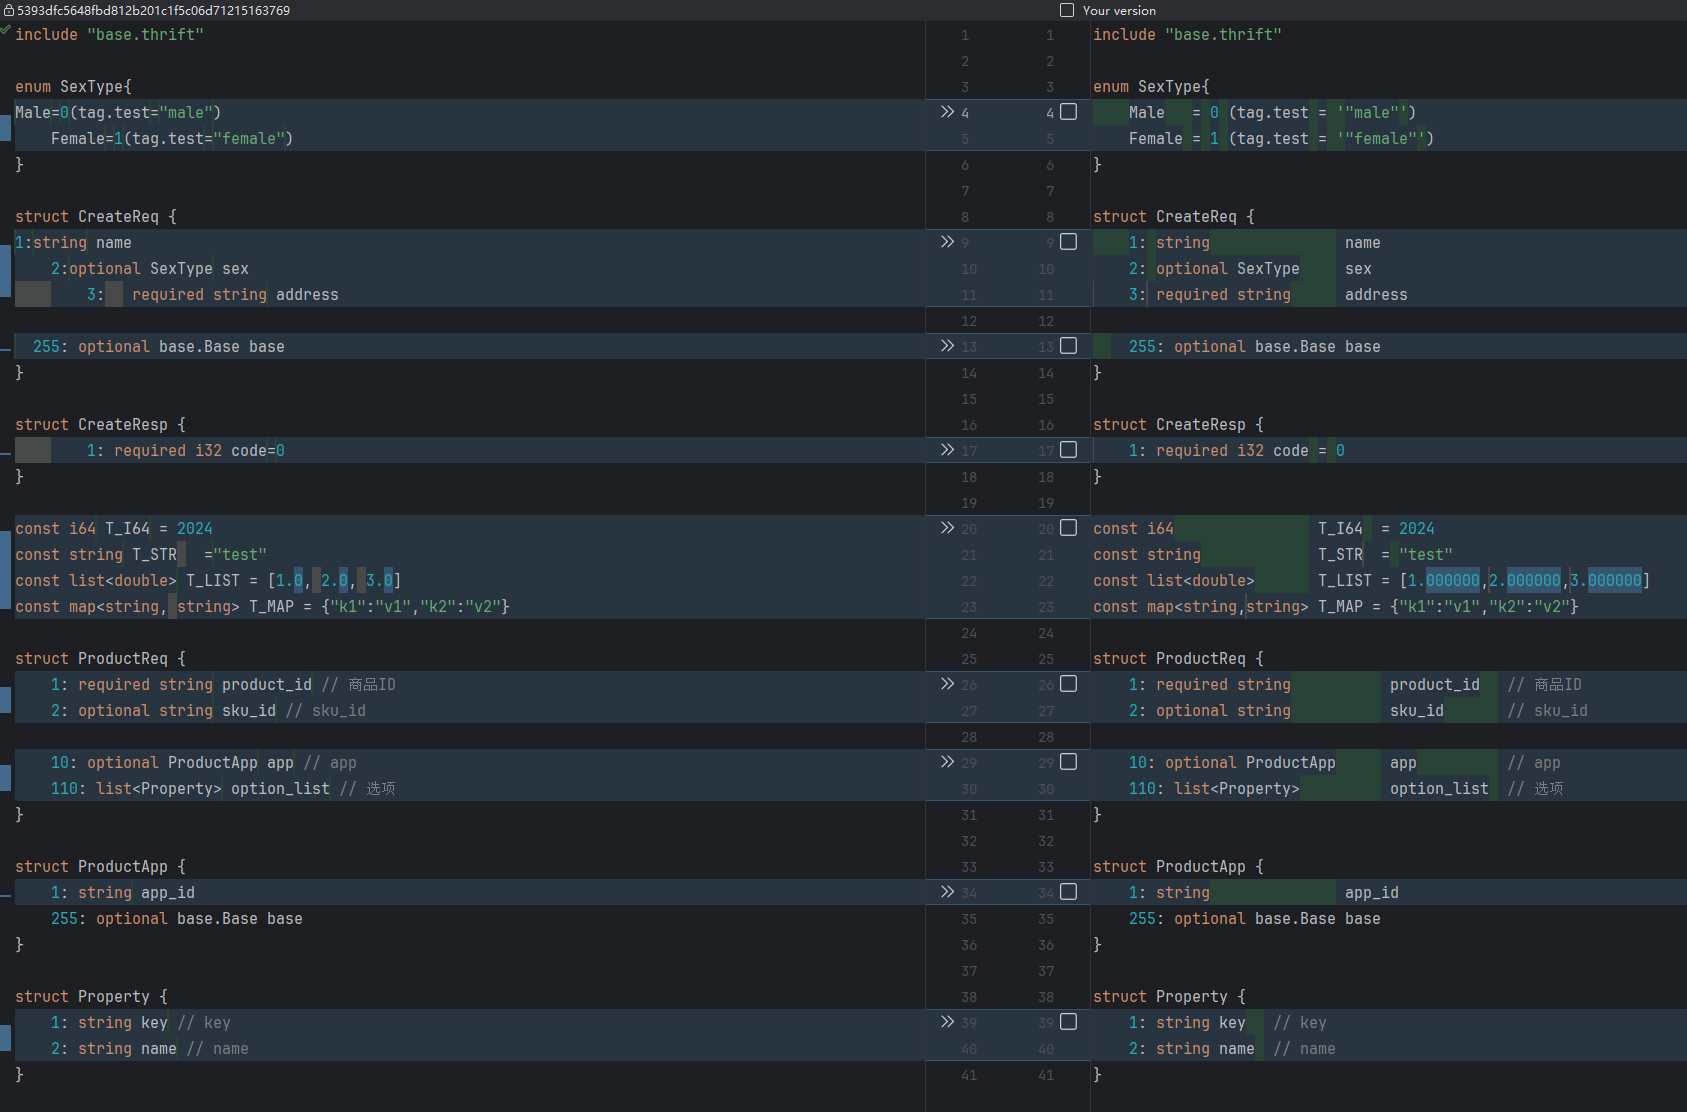 5393dfc5648fbd812b201c1f5c06d71215163769
include "base.thrift"
enum SexType{
Male=0(tag.test="male")
Female=1(tag.test="female")
}
struct CreateReq {
1:string name
2:optional SexType sex
3: required string address
255: optional base.Base base
}
struct CreateResp {
1: required i32 code=0
}
const i64 T_I64 = 2024
const string T_STR ="test"
const list<double> T_LIST = [1.0, 2.0, 3.0]
const map<string, string> T_MAP = {"k1":"v1","k2":"v2"}
struct ProductReq {
1: required string product_id // 商品ID
2: optional string sku_id // sku_id
10: optional ProductApp app // app
110: list<Property> option_list // 选项
}
struct ProductApp {
1: string app_id
255: optional base.Base base
}
struct Property {
1: string key // key
2: string name // name
}
1 1
2 2
3 3
4 4
5 5
6 6
7 7
8 8
9 9
10 10
11 11
12 12
13 13
14 14
15 15
16 16
17 17
18 18
19 19
20 20
21 21
22 22
23 23
24 24
25 25
26 26
27 27
28 28
29 29
30 30
31 31
32 32
33 33
34 34
35 35
36 36
37 37
38 38
39 39
40 40
41 41
Your version
include "base.thrift"
enum SexType{
Male = 0 (tag.test = '"male"')
Female = 1 (tag.test = '"female"')
}
struct CreateReq {
1: string name
2: optional SexType sex
3: required string address
255: optional base.Base base
}
struct CreateResp {
1: required i32 code = 0
}
const i64 T_I64 = 2024
const string T_STR = "test"
const list<double> T_LIST = [1.000000,2.000000,3.000000]
const map<string,string> T_MAP = {"k1":"v1","k2":"v2"}
struct ProductReq {
1: required string product_id // 商品ID
2: optional string sku_id // sku_id
10: optional ProductApp app // app
110: list<Property> option_list // 选项
}
struct ProductApp {
1: string app_id
255: optional base.Base base
}
struct Property {
1: string key // key
2: string name // name
}